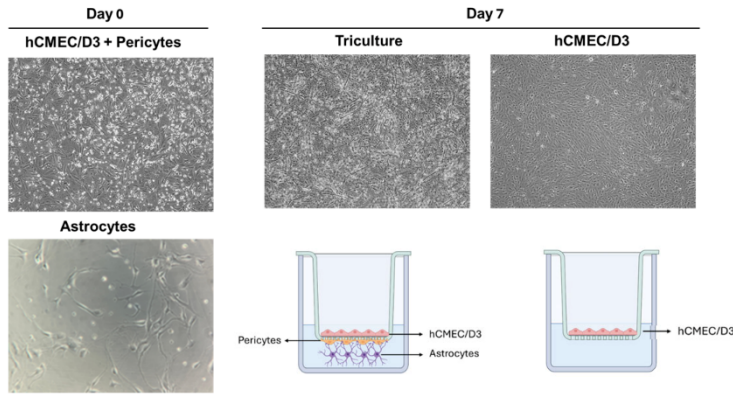 Day 0
Day 7
hCMEC/D3 + Pericytes
Triculture
hCMEC/D3
Astrocytes
hCMEC/D3
Pericytes
Astrocytes
hCMEC/D3